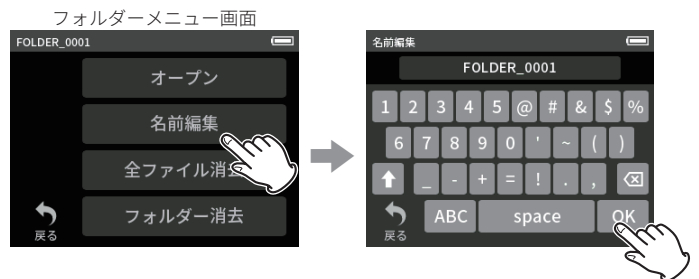 フォルダーメニュー画面
FOLDER_0001
オープン
名前編集
全ファイル消去
フォルダー消去
戻る
名前編集
FOLDER_0001
1 2 3 4 5 @ # & $ %
6 7 8 9 0 ' ~ ( )
_ - + = ! . ,
戻る ABC space OK